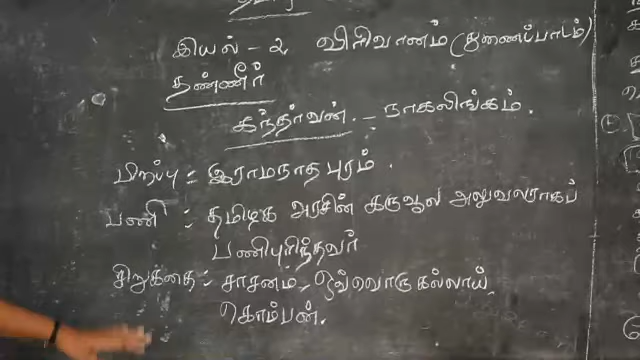 இயல் - 2 விரிவானம் (துணைப்பாடம்)
தண்ணீர்
கந்தர்வன் - நாகலிங்கம்.
பிறப்பு : இராமநாதபுரம்.
பணி : தமிழக அரசின் கருவூல அலுவலராகப்
பணிபுரிந்தவர்
சிறுகதை : சாசனம், ஒவ்வொரு கல்லாய்,
கொம்பன்.